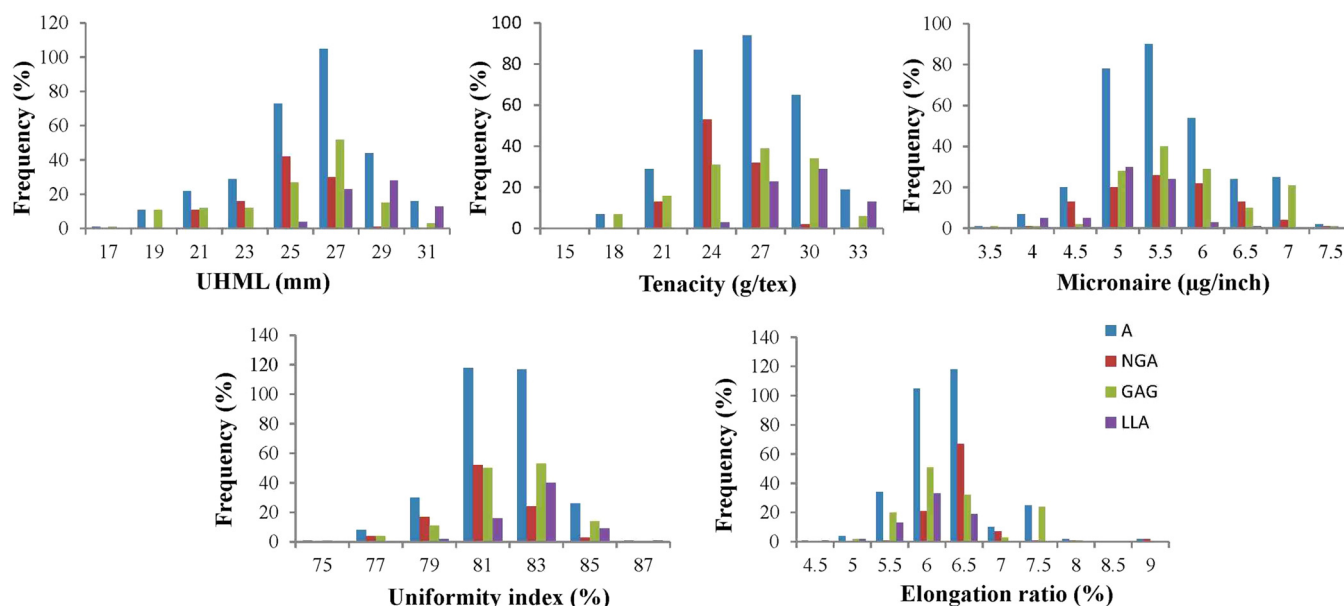 120
100
80
60
40
20
0
Frequency (%)
17 19 21 23 25 27 29 31
UHML (mm)
100
80
60
40
20
0
Frequency (%)
15 18 21 24 27 30 33
Tenacity (g/tex)
100
80
60
40
20
0
Frequency (%)
3.5 4 4.5 5 5.5 6 6.5 7 7.5
Micronaire (µg/inch)
140
120
100
80
60
40
20
0
Frequency (%)
75 77 79 81 83 85 87
Uniformity index (%)
140
120
100
80
60
40
20
0
Frequency (%)
4.5 5 5.5 6 6.5 7 7.5 8 8.5 9
Elongation ratio (%)
A
NGA
GAG
LLA